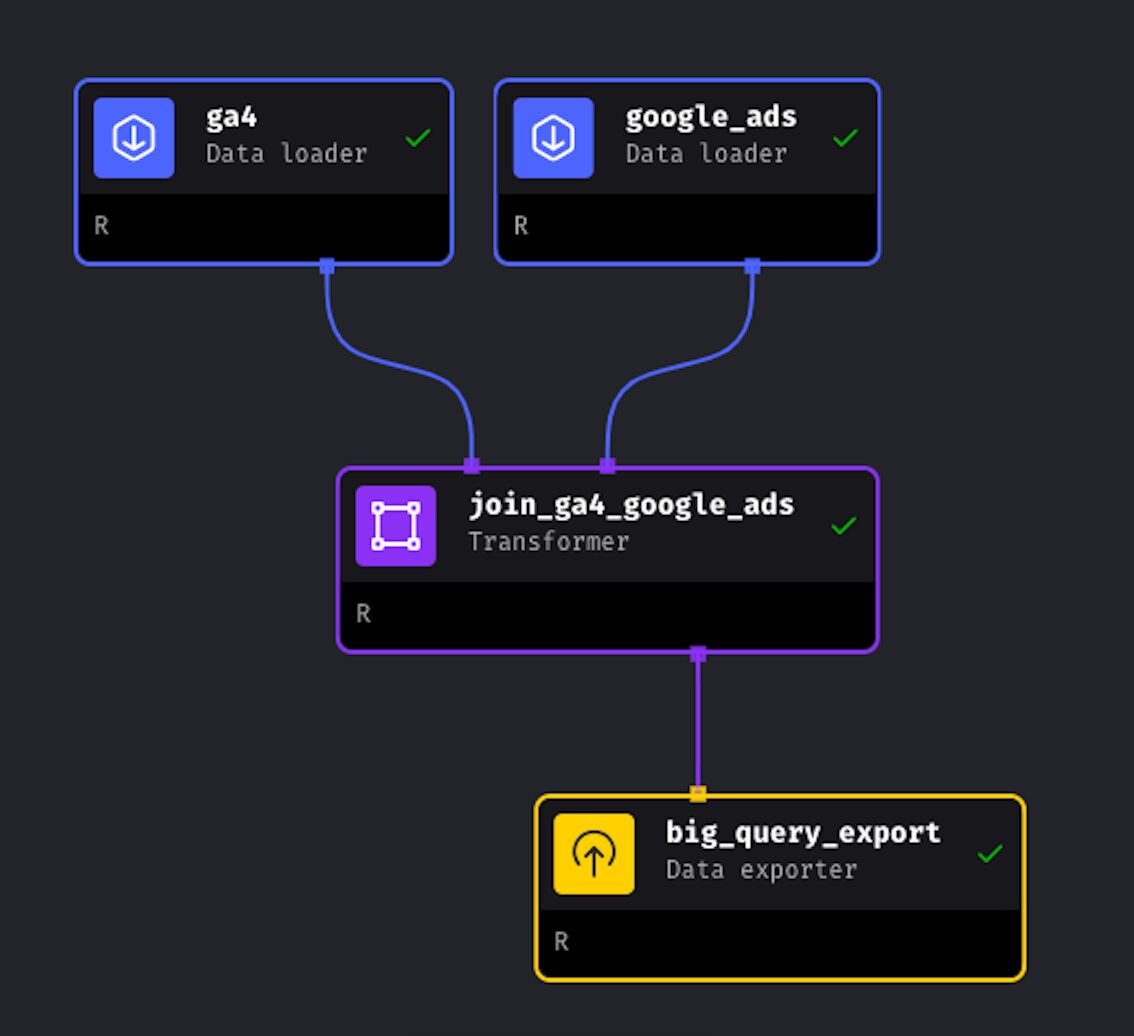 ga4
Data loader
R
google_ads
Data loader
R
join_ga4_google_ads
Transformer
R
big_query_export
Data exporter
R